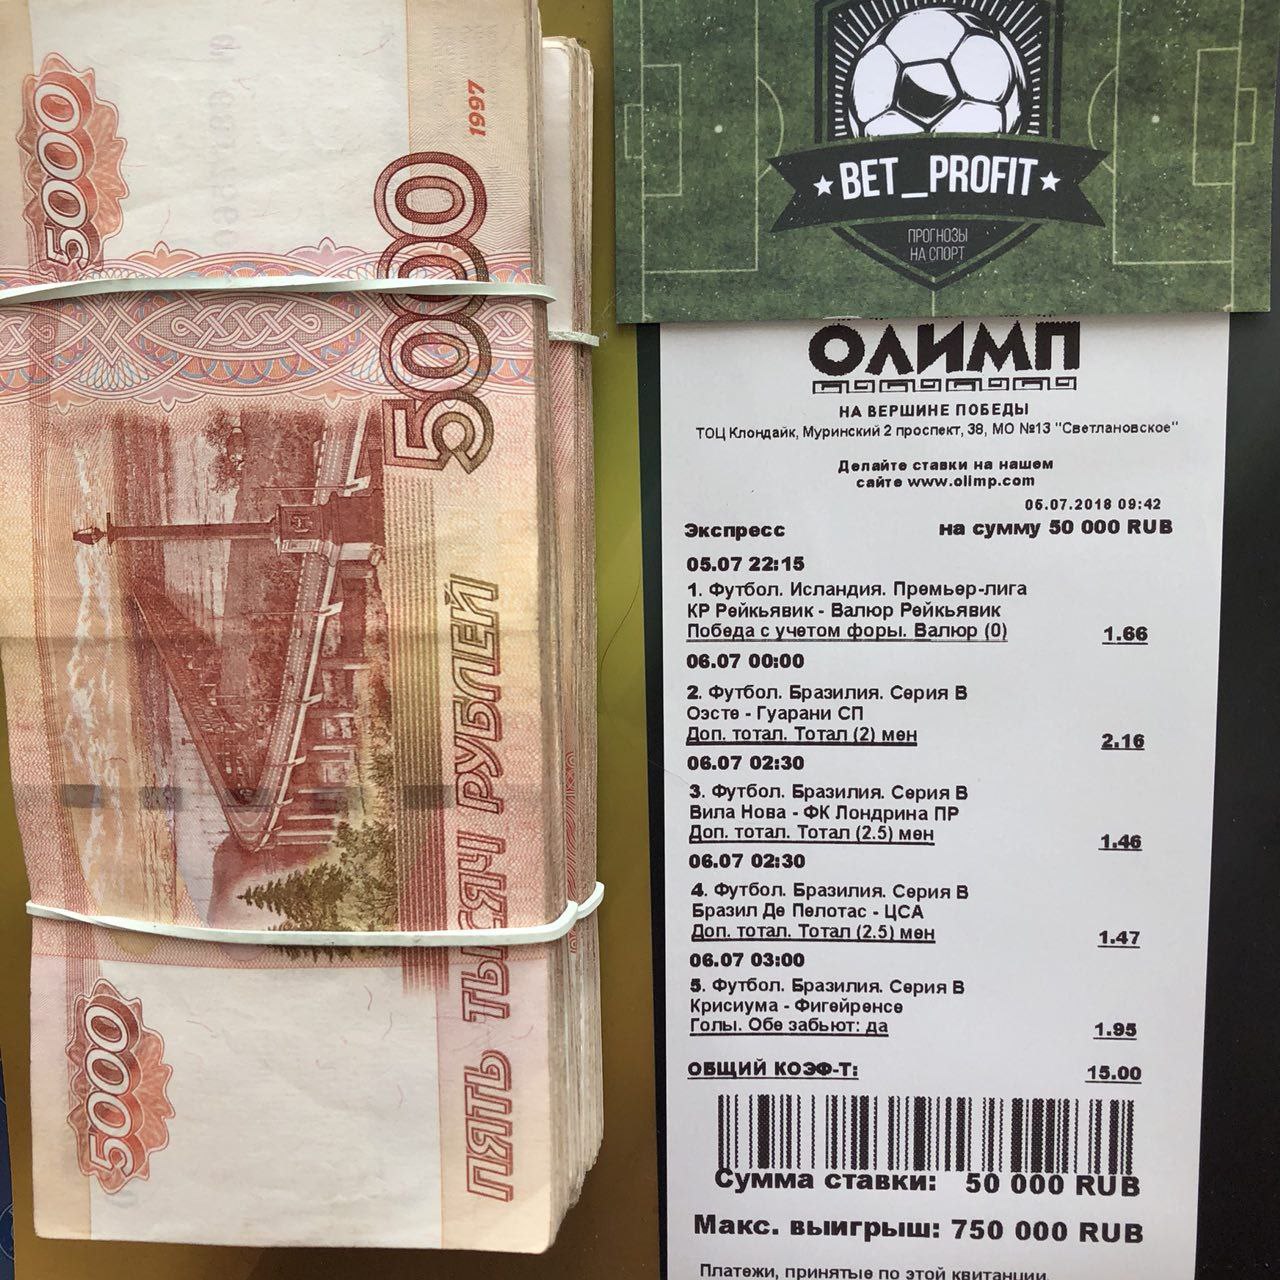 5000
1997
5000
ПЯТЬ ТЫСЯЧ РУБЛЕЙ
5000
BET_PROFIT
ПРОГНОЗЫ
НА СПОРТ
ОЛИМП
НА ВЕРШИНЕ ПОБЕДЫ
ТОЦ Клондайк, Муринский 2 проспект, 38, МО №13 "Светлановское"
Делайте ставки на нашем
сайте www.olimp.com
05.07.2018 09:42
Экспресс на сумму 50 000 RUB
05.07 22:15
1. Футбол. Исландия. Премьер-лига
КР Рейкьявик - Валюр Рейкьявик
Победа с учетом форы. Валюр (0) 1.66
06.07 00:00
2. Футбол. Бразилия. Серия В
Оэсте - Гуарани СП
Доп. тотал. Тотал (2) мен 2.16
06.07 02:30
3. Футбол. Бразилия. Серия В
Вила Нова - ФК Лондрина ПР
Доп. тотал. Тотал (2.5) мен 1.46
06.07 02:30
4. Футбол. Бразилия. Серия В
Бразил Де Пелотас - ЦСА
Доп. тотал. Тотал (2.5) мен 1.47
06.07 03:00
5. Футбол. Бразилия. Серия В
Крисиума - Фигейренсе
Голы. Обе забьют: да 1.95
ОБЩИЙ КОЭФ-Т: 15.00
Сумма ставки: 50 000 RUB
Макс. выигрыш: 750 000 RUB
Платежи, принятые по этой квитанции